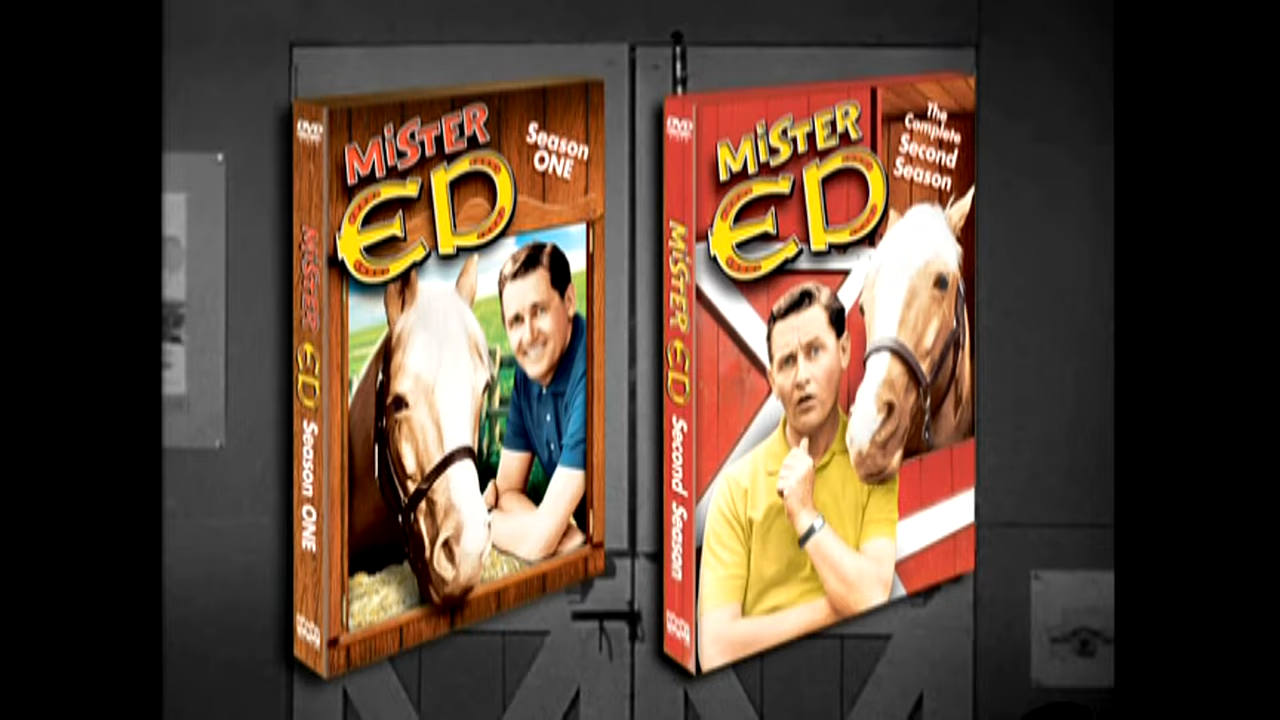 DVD
MiSTER
ED
Season
ONE
MiSTER ED Season ONE
DVD
MiSTER
ED
The
Complete
Second
Season
MiSTER ED Second Season